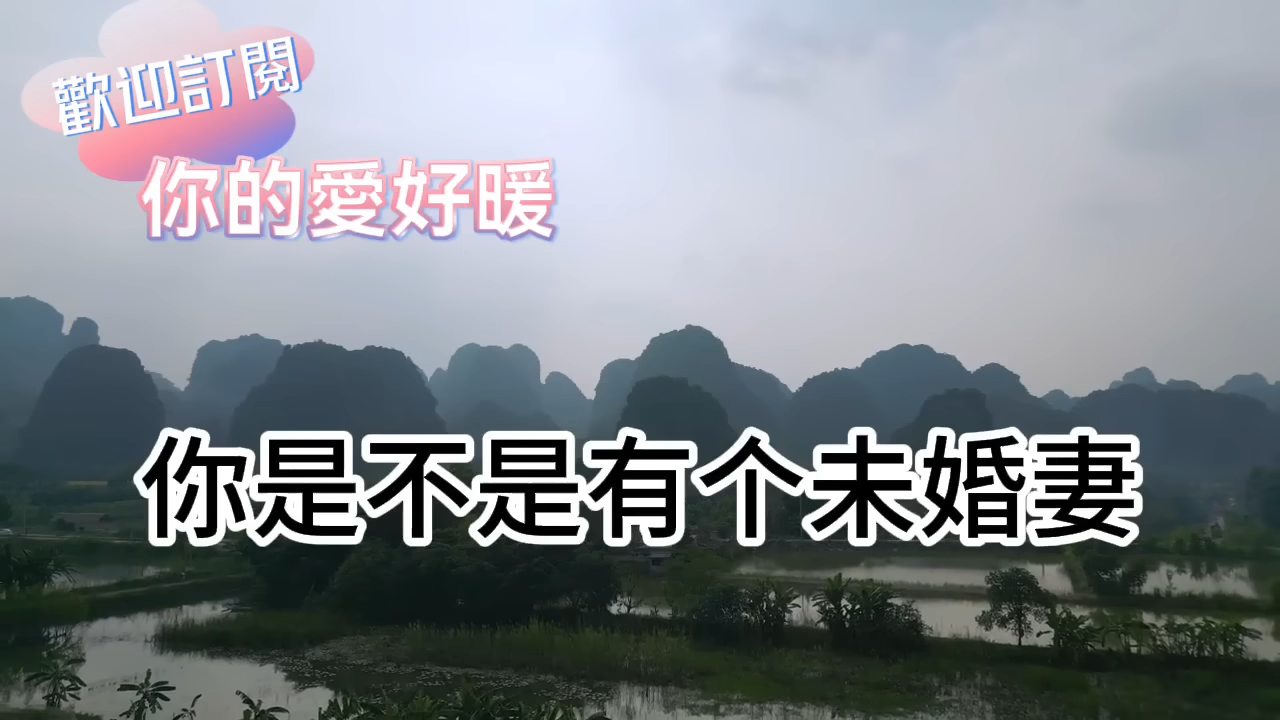 歡迎訂閱
你的愛好暖
你是不是有个未婚妻